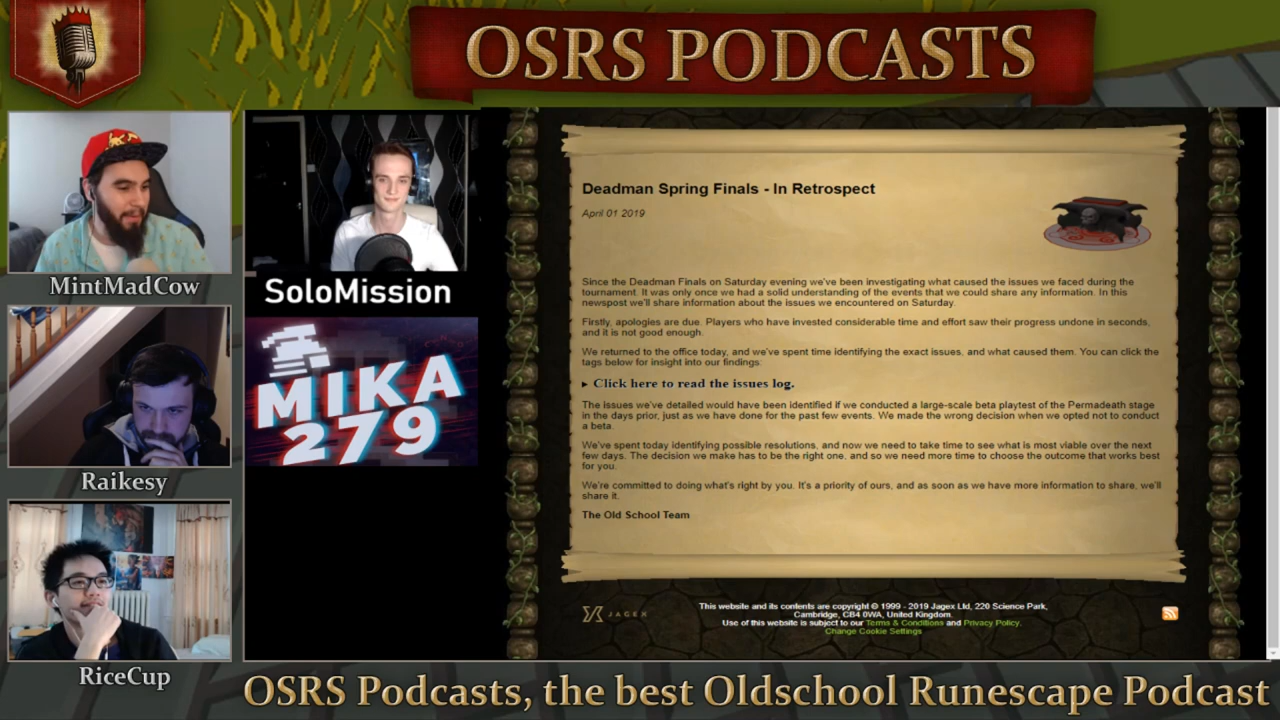 OSRS PODCASTS
MintMadCow
SoloMission
MIKA
279
Raikesy
RiceCup
Deadman Spring Finals - In Retrospect
April 01 2019
Since the Deadman Finals on Saturday evening we've been investigating what caused the issues we faced during the
tournament. It was only once we had a solid understanding of the events that we could share any information. In this
newspost we'll share information about the issues we encountered on Saturday.
Firstly, apologies are due. Players who have invested considerable time and effort saw their progress undone in seconds,
and it is not good enough.
We returned to the office today, and we've spent time identifying the exact issues, and what caused them. You can click the
tags below for insight into our findings:
▸ Click here to read the issues log.
The issues we've detailed would have been identified if we conducted a large-scale beta playtest of the Permadeath stage
in the days prior, just as we have done for the past few events. We made the wrong decision when we opted not to conduct
a beta.
We've spent today identifying possible resolutions, and now we need to take time to see what is most viable over the next
few days. The decision we make has to be the right one, and so we need more time to choose the outcome that works best
for you.
We're committed to doing what's right by you. It's a priority of ours, and as soon as we have more information to share, we'll
share it.
The Old School Team
JAGEX
This website and its contents are copyright © 1999 - 2019 Jagex Ltd, 220 Science Park,
Cambridge, CB4 0WA, United Kingdom.
Use of this website is subject to our Terms & Conditions and Privacy Policy.
Change Cookie Settings
OSRS Podcasts, the best Oldschool Runescape Podcast